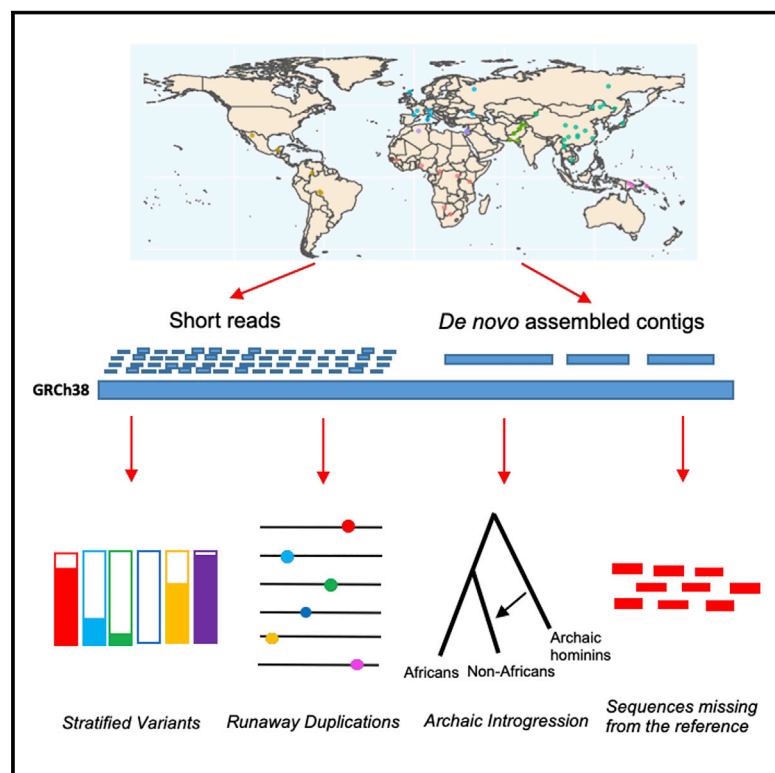 Short reads
De novo assembled contigs
GRCh38
Africans
Non-Africans
Archaic
hominins
Stratified Variants
Runaway Duplications
Archaic Introgression
Sequences missing
from the reference